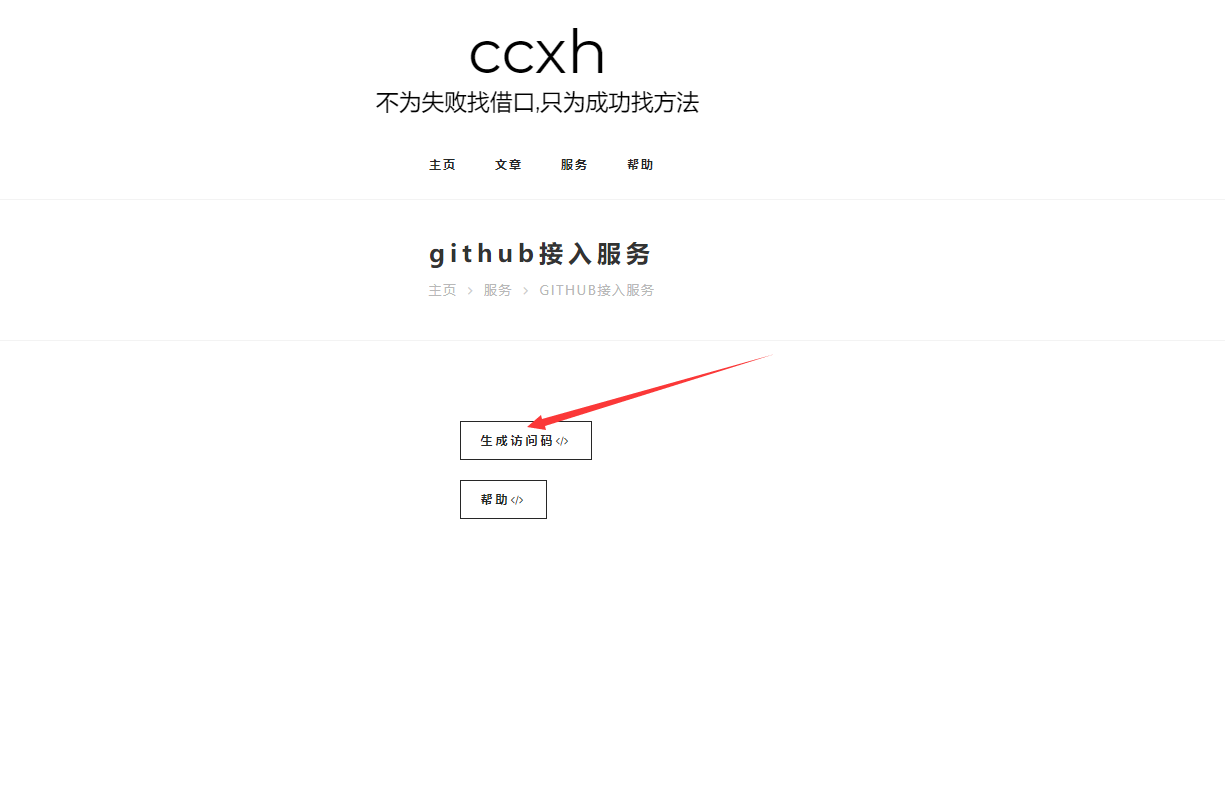 ccxh
不为失败找借口,只为成功找方法
主页 文章 服务 帮助
github接入服务
主页 > 服务 > GITHUB接入服务
生成访问码</>
帮助</>